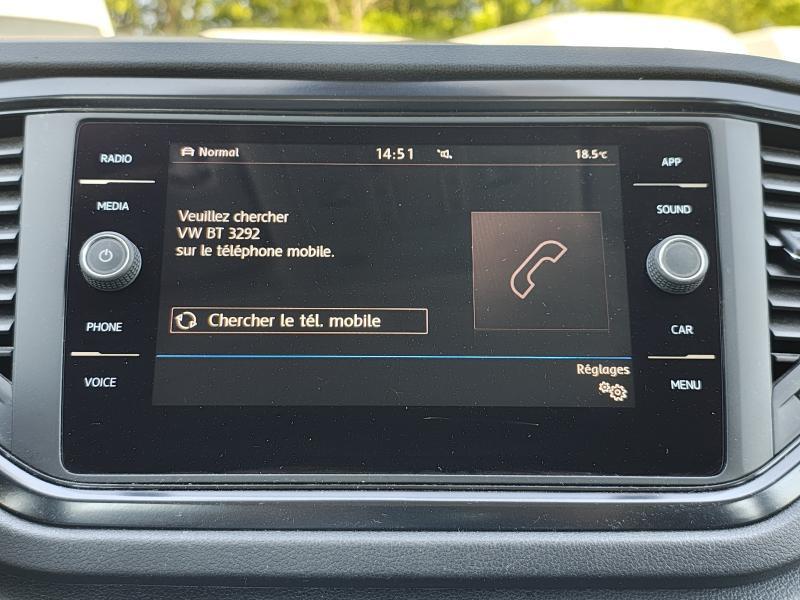 RADIO
MEDIA
PHONE
VOICE
Normal 14:51 18.5°C
Veuillez chercher
VW BT 3292
sur le téléphone mobile.
Chercher le tél. mobile
Réglages
APP
SOUND
CAR
MENU